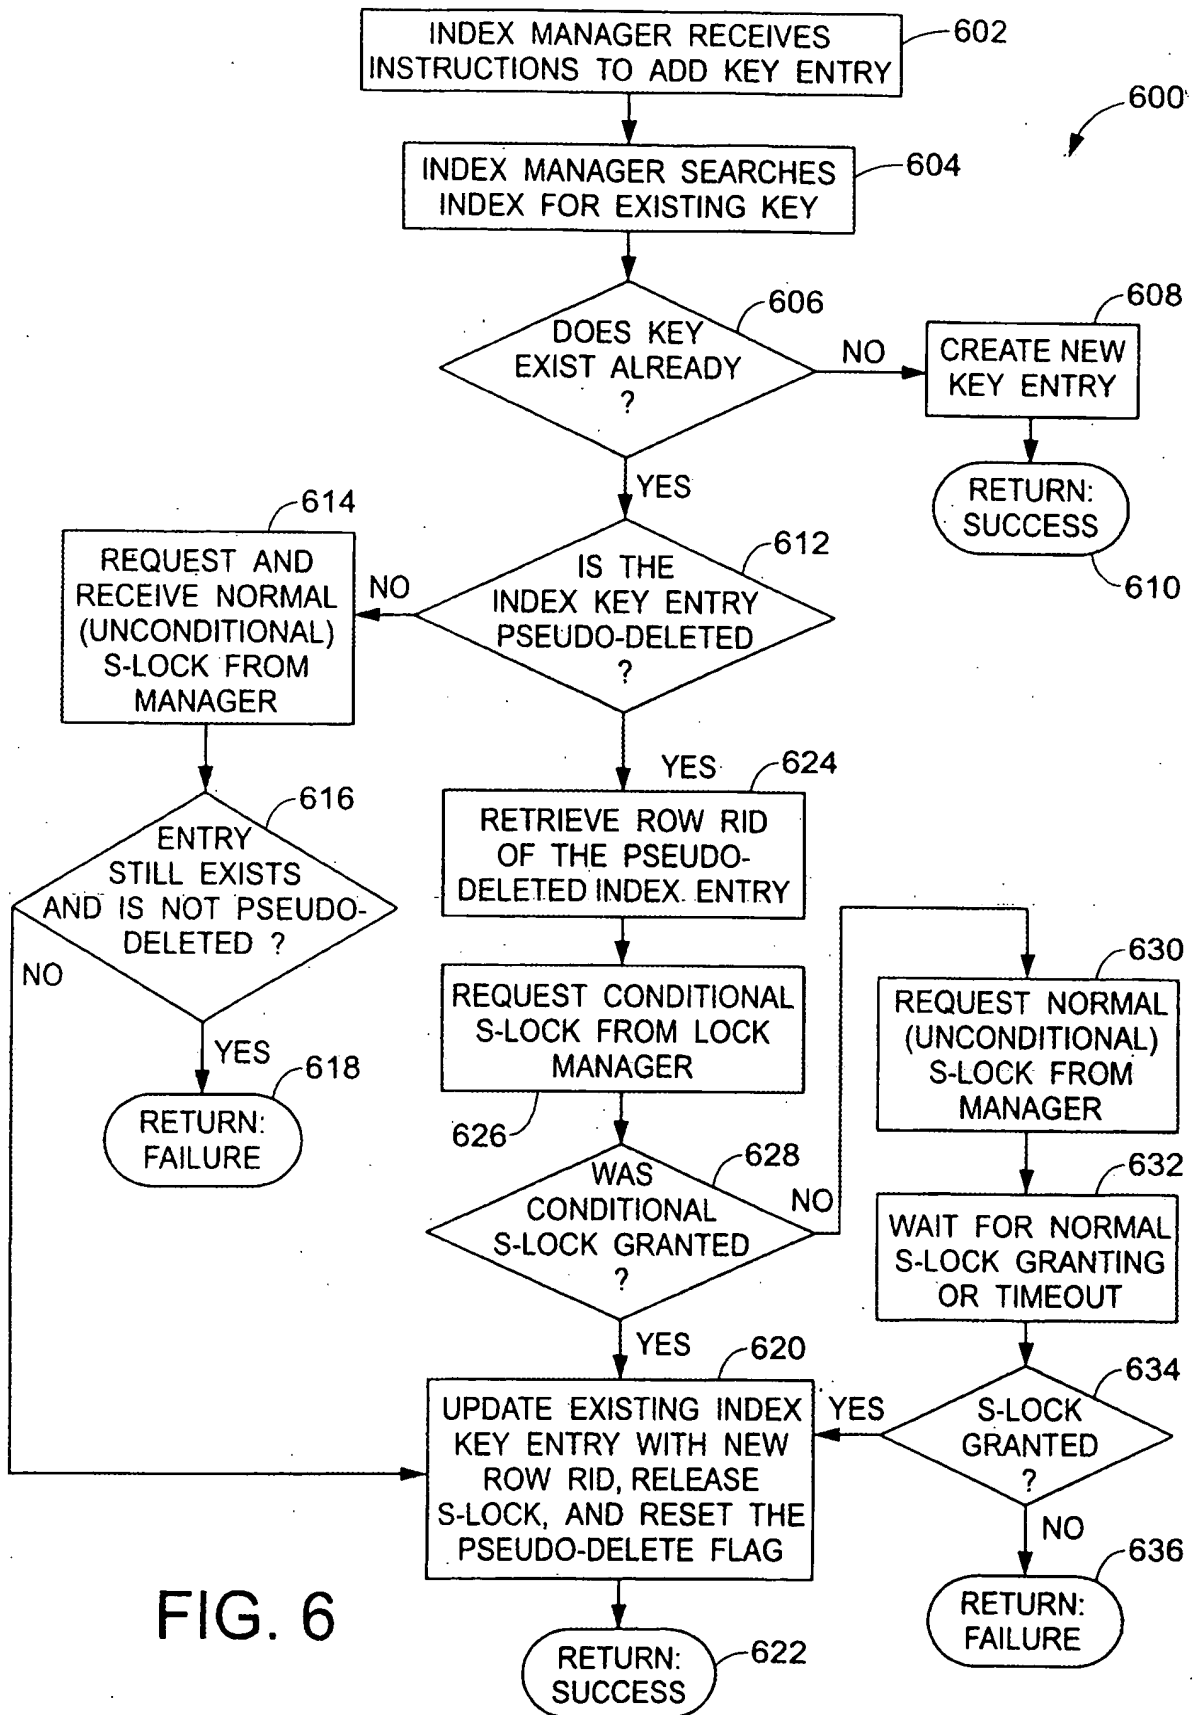 INDEX MANAGER RECEIVES
INSTRUCTIONS TO ADD KEY ENTRY
602
600
INDEX MANAGER SEARCHES
INDEX FOR EXISTING KEY
604
DOES KEY
EXIST ALREADY
?
606
NO
608
CREATE NEW
KEY ENTRY
RETURN:
SUCCESS
610
YES
614
REQUEST AND
RECEIVE NORMAL
(UNCONDITIONAL)
S-LOCK FROM
MANAGER
NO
IS THE
INDEX KEY ENTRY
PSEUDO-DELETED
?
612
YES
616
ENTRY
STILL EXISTS
AND IS NOT PSEUDO-
DELETED ?
NO
YES
618
RETURN:
FAILURE
624
RETRIEVE ROW RID
OF THE PSEUDO-
DELETED INDEX ENTRY
REQUEST CONDITIONAL
S-LOCK FROM LOCK
MANAGER
626
WAS
CONDITIONAL
S-LOCK GRANTED
?
628
NO
YES
630
REQUEST NORMAL
(UNCONDITIONAL)
S-LOCK FROM
MANAGER
632
WAIT FOR NORMAL
S-LOCK GRANTING
OR TIMEOUT
634
S-LOCK
GRANTED
?
YES
NO
636
RETURN:
FAILURE
620
UPDATE EXISTING INDEX
KEY ENTRY WITH NEW
ROW RID, RELEASE
S-LOCK, AND RESET THE
PSEUDO-DELETE FLAG
RETURN:
SUCCESS
622
FIG. 6